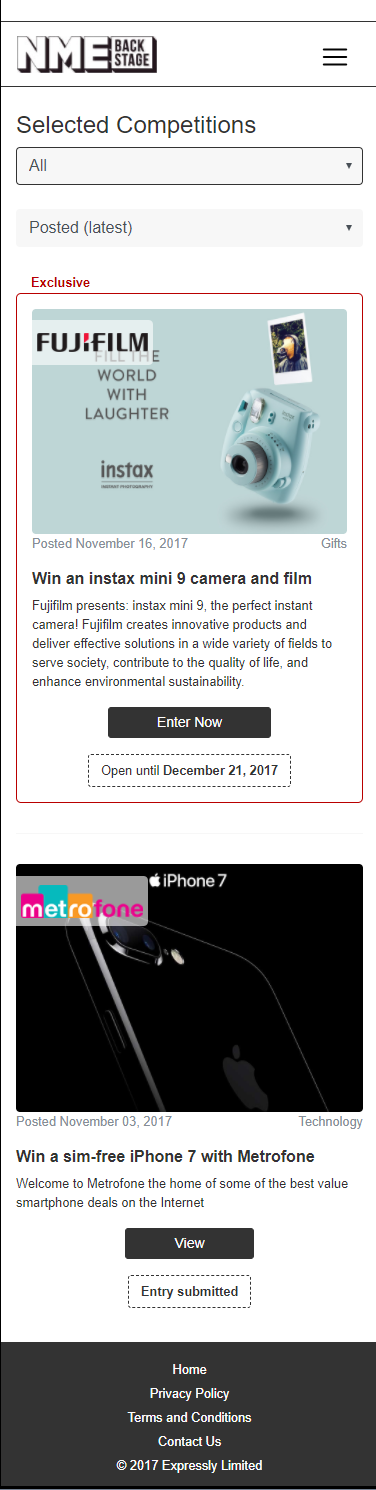 NME BACK STAGE
Selected Competitions
All
Posted (latest)
Exclusive
FUJIFILM
FILL THE
WORLD
WITH
LAUGHTER
instax
INSTANT PHOTOGRAPHY
Posted November 16, 2017 Gifts
Win an instax mini 9 camera and film
Fujifilm presents: instax mini 9, the perfect instant
camera! Fujifilm creates innovative products and
deliver effective solutions in a wide variety of fields to
serve society, contribute to the quality of life, and
enhance environmental sustainability.
Enter Now
Open until December 21, 2017
iPhone 7
metrofone
Posted November 03, 2017 Technology
Win a sim-free iPhone 7 with Metrofone
Welcome to Metrofone the home of some of the best value
smartphone deals on the Internet
View
Entry submitted
Home
Privacy Policy
Terms and Conditions
Contact Us
© 2017 Expressly Limited